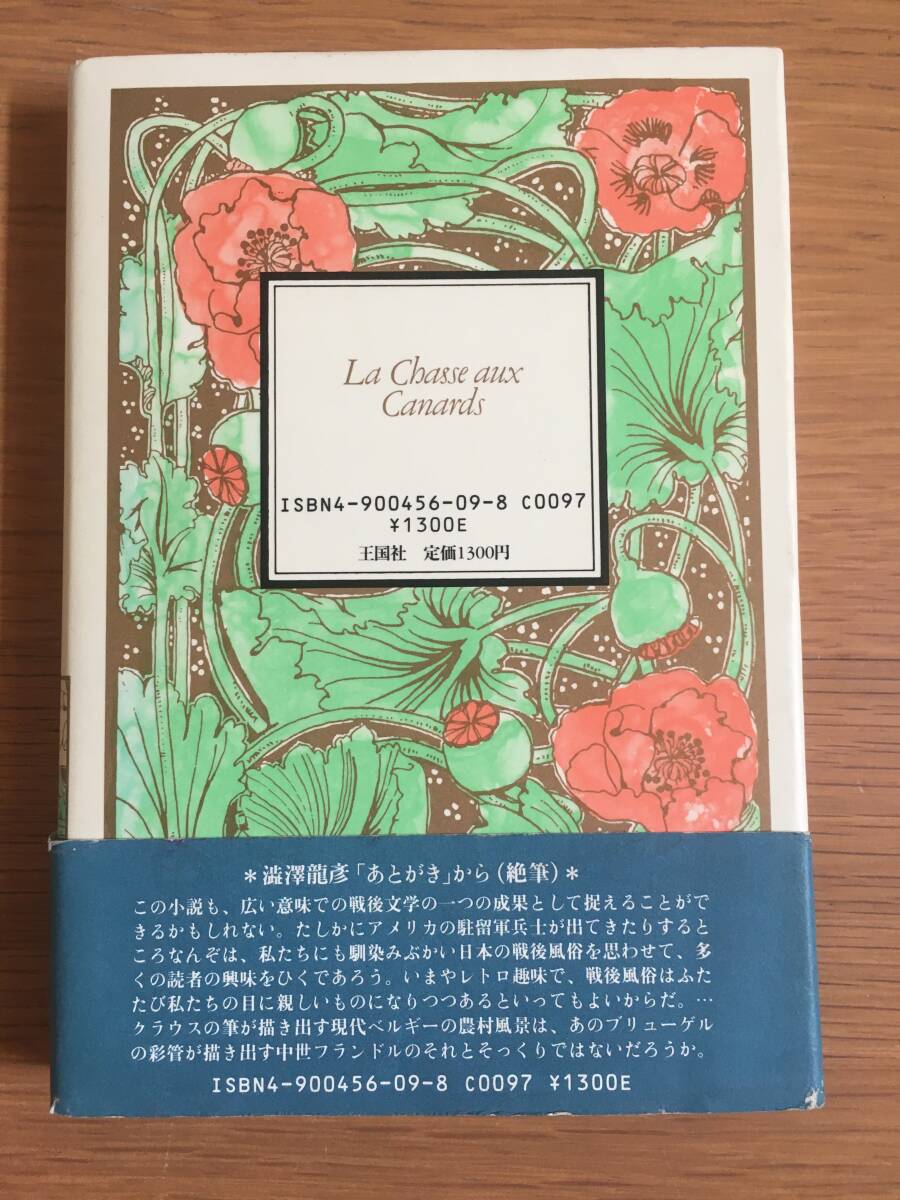 La Chasse aux
Canards
ISBN4-900456-09-8 C0097
¥1300E
王国社 定価1300円
*澁澤龍彦「あとがき」から(絶筆)*
この小説も、広い意味での戦後文学の一つの成果として捉えることがで
きるかもしれない。たしかにアメリカの駐留軍兵士が出てきたりすると
ころなんぞは、私たちにも馴染みぶかい日本の戦後風俗を思わせて、多
くの読者の興味をひくであろう。いまやレトロ趣味で、戦後風俗はふた
たび私たちの目に親しいものになりつつあるといってもよいからだ。…
クラウスの筆が描き出す現代ベルギーの農村風景は、あのブリューゲル
の彩管が描き出す中世フランドルのそれとそっくりではないだろうか。
ISBN4-900456-09-8 C0097 ¥1300E